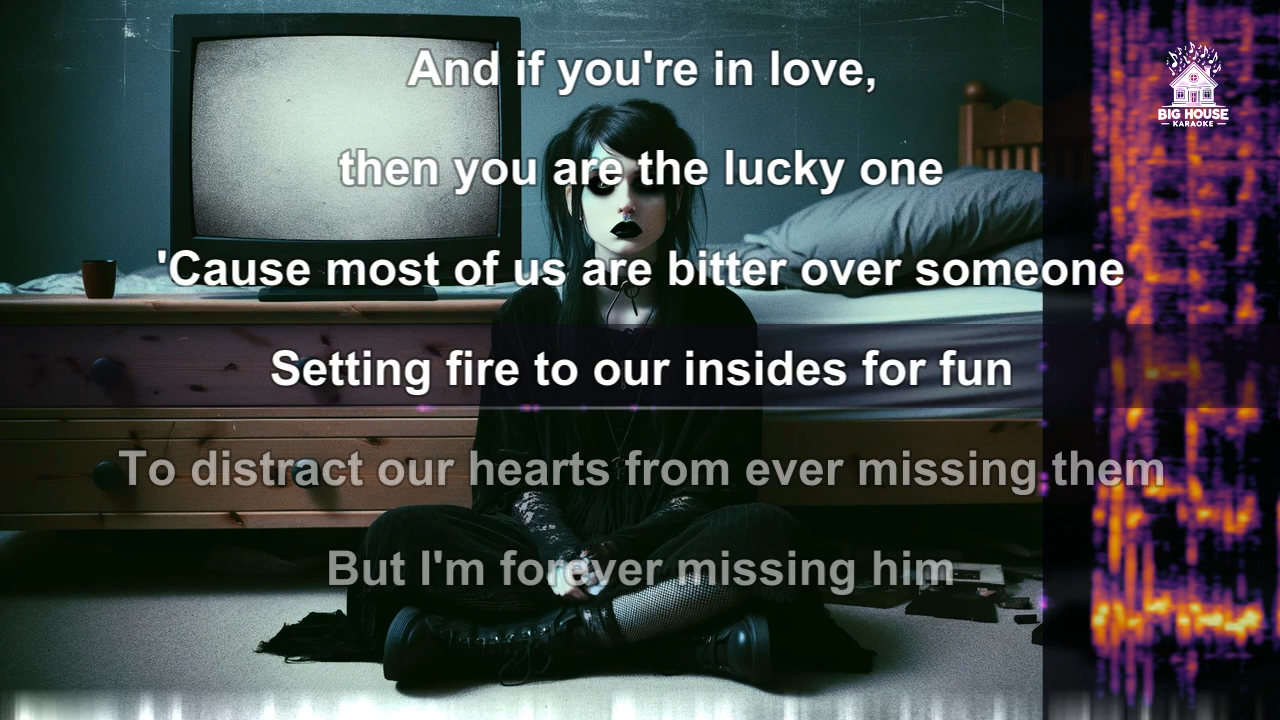 And if you're in love,
then you are the lucky one
'Cause most of us are bitter over someone
Setting fire to our insides for fun
To distract our hearts from ever missing them
But I'm forever missing him
BIG HOUSE
KARAOKE